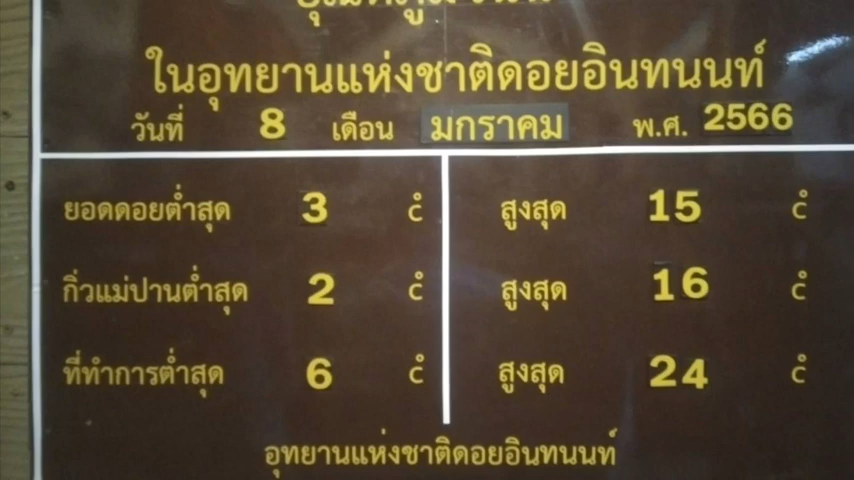 ในอุทยานแห่งชาติดอยอินทนนท์
วันที่ 8 เดือน มกราคม พ.ศ. 2566
ยอดดอยต่ำสุด 3 ํC สูงสุด 15 ํC
กิ่วแม่ปานต่ำสุด 2 ํC สูงสุด 16 ํC
ที่ทำการต่ำสุด 6 ํC สูงสุด 24 ํC
อุทยานแห่งชาติดอยอินทนนท์